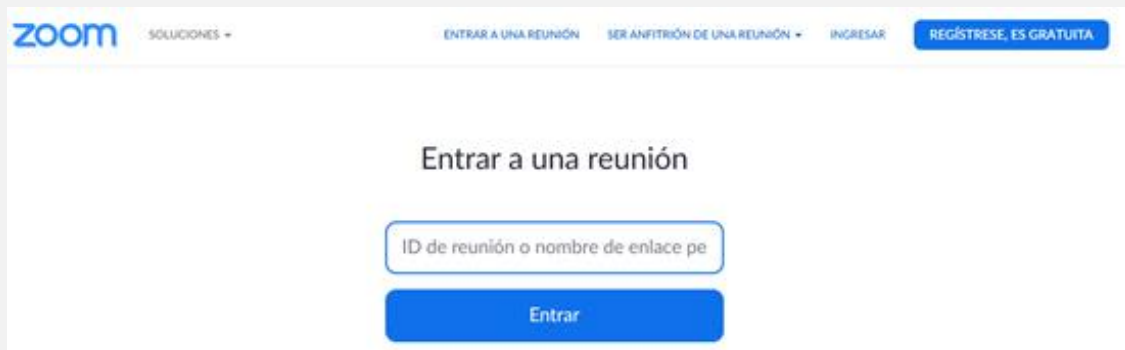 zoom SOLUCIONES ENTRAR A UNA REUNIÓN SER ANFITRIÓN DE UNA REUNIÓN INGRESAR REGÍSTRESE, ES GRATUITA
Entrar a una reunión
ID de reunión o nombre de enlace pe
Entrar